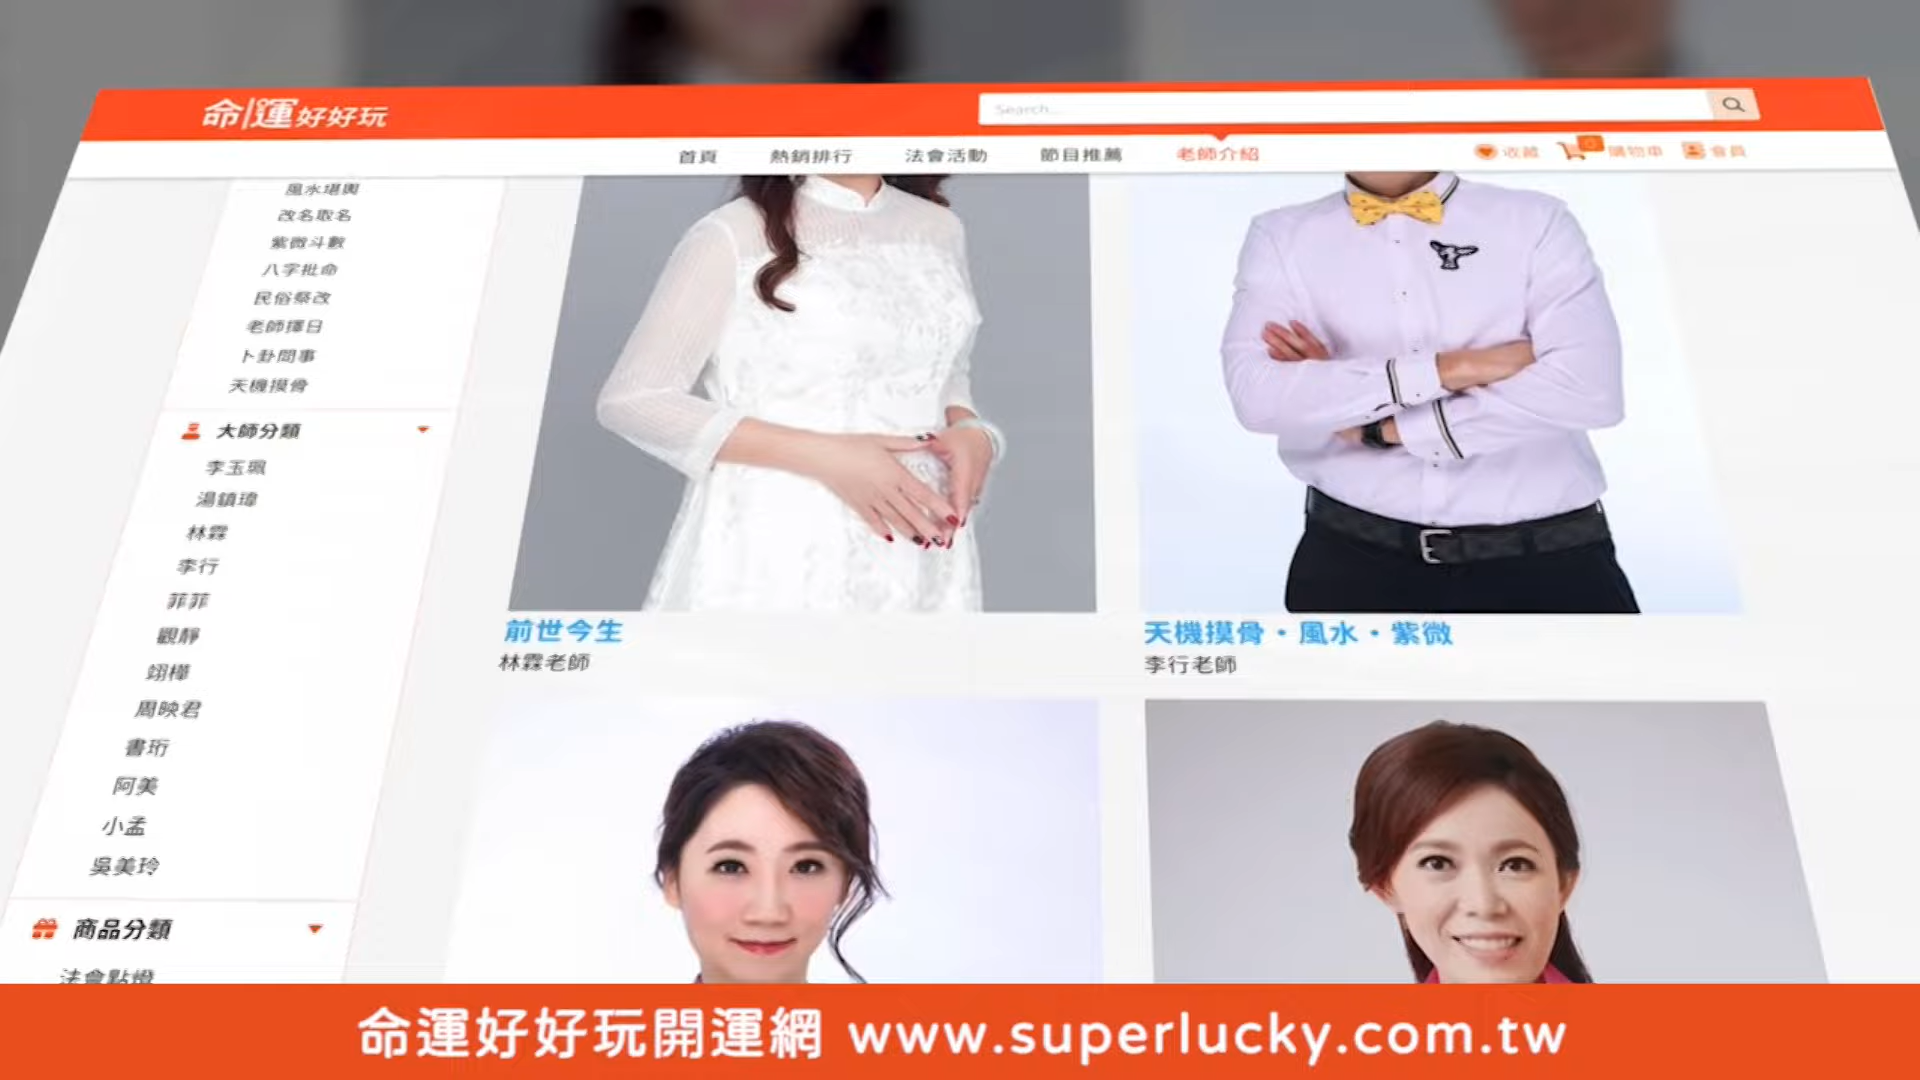 命運好好玩
Search...
首頁
熱銷排行
法會活動
節目推薦
老師介紹
收藏
0
購物車
會員
風水堪輿
改名取名
紫微斗數
八字批命
民俗祭改
老師擇日
卜卦問事
天機摸骨
大師分類
李玉珮
湯鎮瑋
林霖
李行
菲菲
觀靜
翊樺
周映君
書珩
阿美
小孟
吳美玲
商品分類
法會點燈
前世今生
林霖老師
天機摸骨・風水・紫微
李行老師
命運好好玩開運網 www.superlucky.com.tw